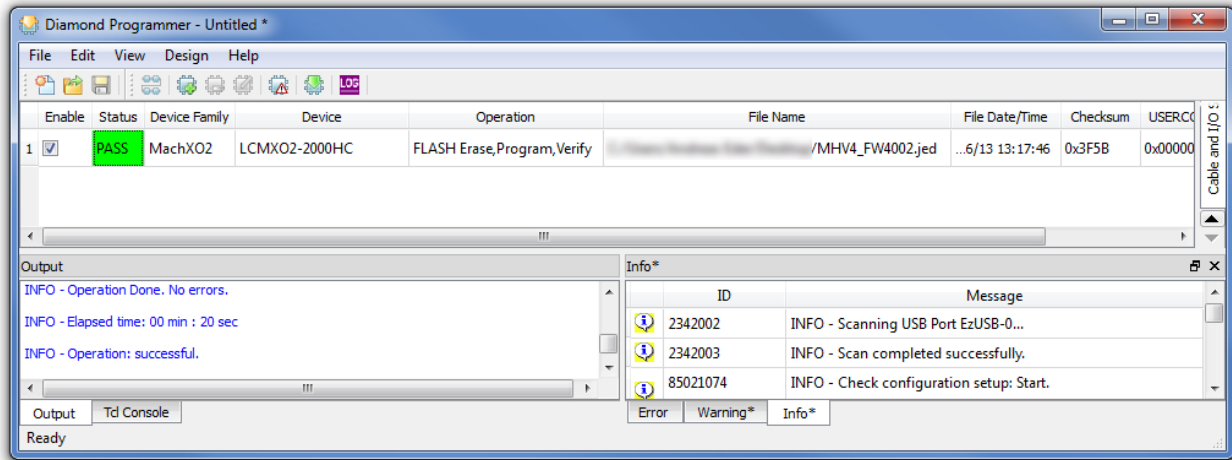 Diamond Programmer - Untitled *
File Edit View Design Help
LOG
Enable Status Device Family Device Operation File Name File Date/Time Checksum USERCO
1 PASS MachXO2 LCMXO2-2000HC FLASH Erase,Program,Verify /MHV4_FW4002.jed ...6/13 13:17:46 0x3F5B 0x00000
Cable and I/O S
Output
INFO - Operation Done. No errors.
INFO - Elapsed time: 00 min : 20 sec
INFO - Operation: successful.
Output Tcl Console
Info*
ID Message
2342002 INFO - Scanning USB Port EzUSB-0...
2342003 INFO - Scan completed successfully.
85021074 INFO - Check configuration setup: Start.
Error Warning* Info*
Ready